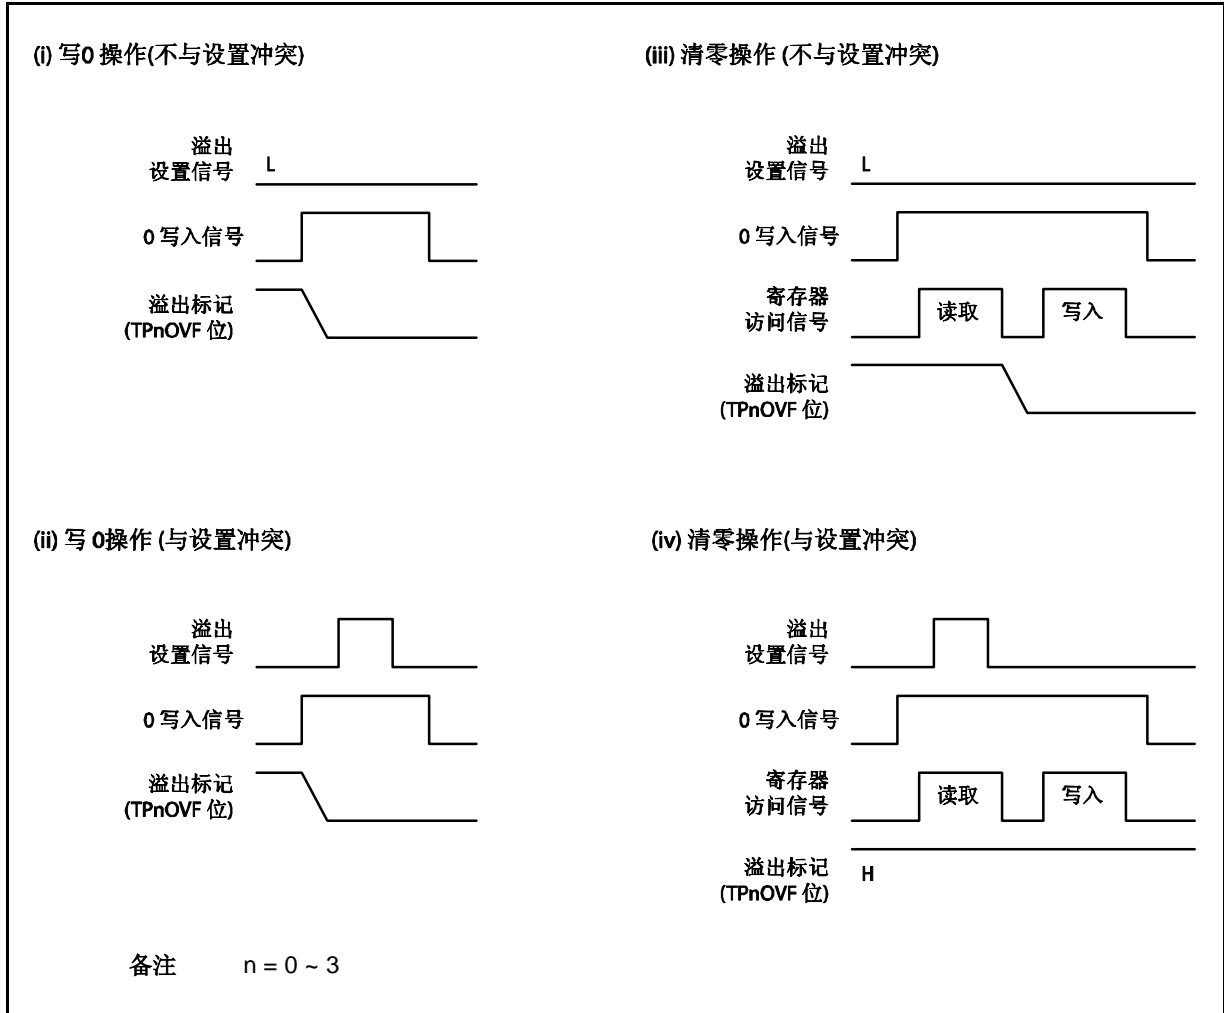 (i) 写0 操作(不与设置冲突)
溢出
设置信号
L
0 写入信号
溢出标记
(TPnOVF 位)
(iii) 清零操作 (不与设置冲突)
溢出
设置信号
L
0 写入信号
寄存器
访问信号
读取
写入
溢出标记
(TPnOVF 位)
(ii) 写 0操作 (与设置冲突)
溢出
设置信号
0 写入信号
溢出标记
(TPnOVF 位)
(iv) 清零操作(与设置冲突)
溢出
设置信号
0 写入信号
寄存器
访问信号
读取
写入
溢出标记
(TPnOVF 位)
H
备注 n = 0 ~ 3